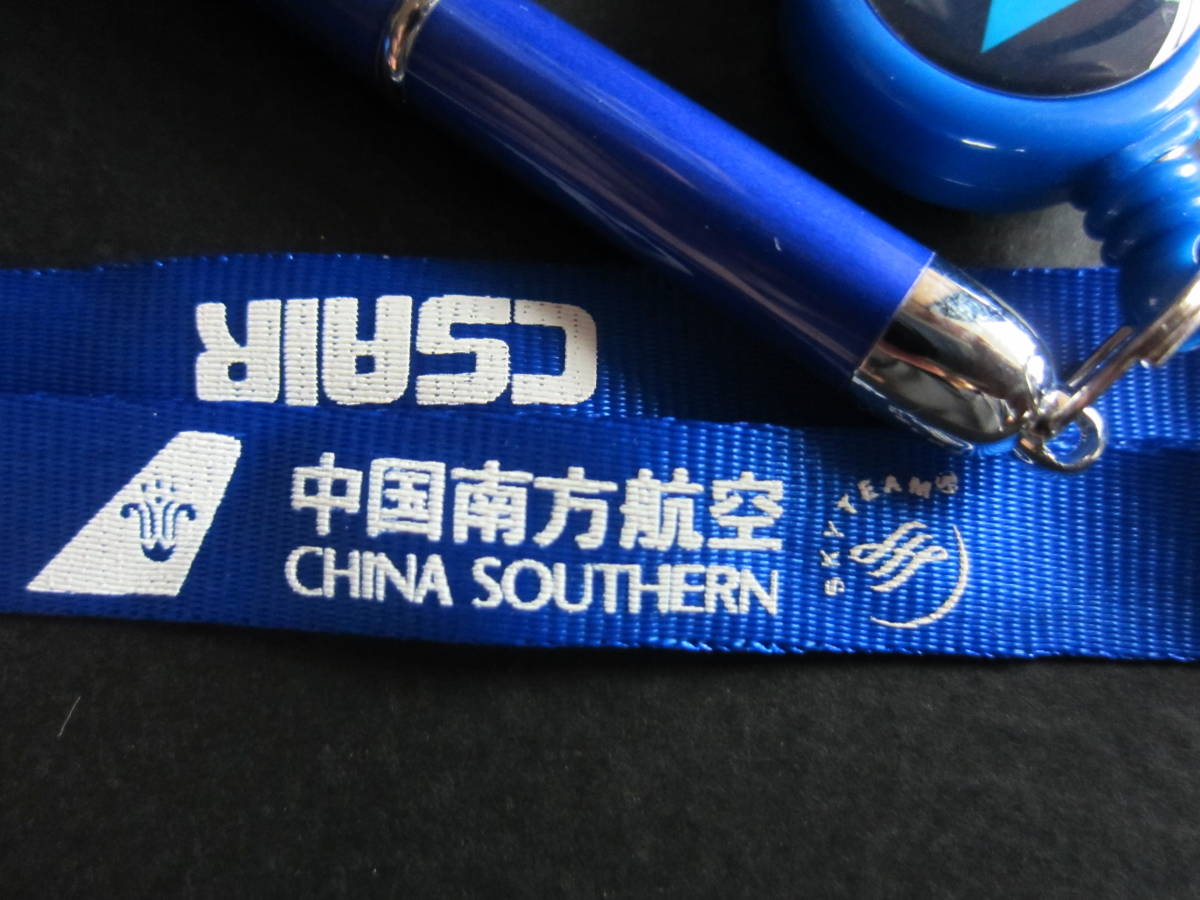 CSAIR
中国南方航空
CHINA SOUTHERN
SKYTEAM